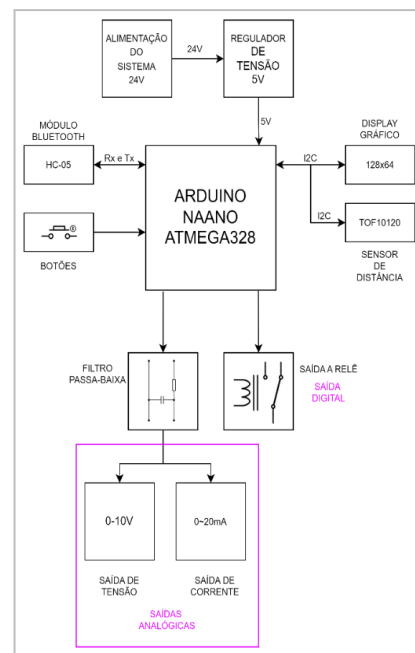 ALIMENTAÇÃO
DO
SISTEMA
24V
24V
REGULADOR
DE
TENSÃO
5V
5V
MÓDULO
BLUETOOTH
HC-05
Rx e Tx
ARDUINO
NAANO
ATMEGA328
I2C
DISPLAY
GRÁFICO
128x64
I2C
TOF10120
SENSOR
DE
DISTÂNCIA
BOTÕES
FILTRO
PASSA-BAIXA
SAÍDA A RELÊ
SAÍDA
DIGITAL
0-10V
0~20mA
SAÍDA DE
TENSÃO
SAÍDA DE
CORRENTE
SAÍDAS
ANALÓGICAS